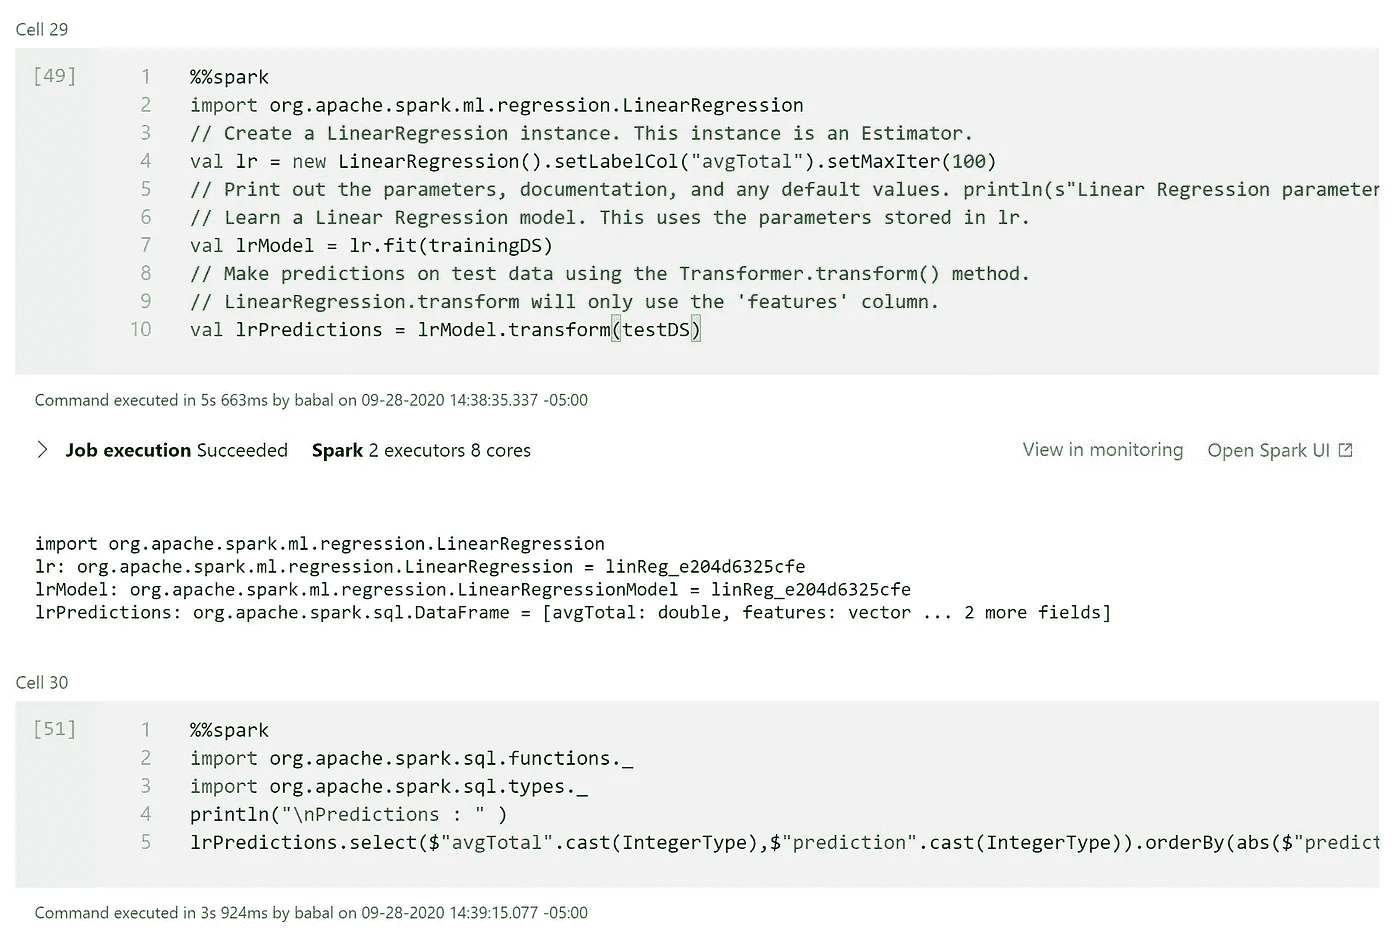 Cell 29
[49]
1 %%spark
2 import org.apache.spark.ml.regression.LinearRegression
3 // Create a LinearRegression instance. This instance is an Estimator.
4 val lr = new LinearRegression().setLabelCol("avgTotal").setMaxIter(100)
5 // Print out the parameters, documentation, and any default values. println(s"Linear Regression parameter
6 // Learn a Linear Regression model. This uses the parameters stored in lr.
7 val lrModel = lr.fit(trainingDS)
8 // Make predictions on test data using the Transformer.transform() method.
9 // LinearRegression.transform will only use the 'features' column.
10 val lrPredictions = lrModel.transform(testDS)
Command executed in 5s 663ms by babal on 09-28-2020 14:38:35.337 -05:00
Job execution Succeeded Spark 2 executors 8 cores View in monitoring Open Spark UI
import org.apache.spark.ml.regression.LinearRegression
lr: org.apache.spark.ml.regression.LinearRegression = linReg_e204d6325cfe
lrModel: org.apache.spark.ml.regression.LinearRegressionModel = linReg_e204d6325cfe
lrPredictions: org.apache.spark.sql.DataFrame = [avgTotal: double, features: vector ... 2 more fields]
Cell 30
[51]
1 %%spark
2 import org.apache.spark.sql.functions._
3 import org.apache.spark.sql.types._
4 println("\nPredictions : " )
5 lrPredictions.select($"avgTotal".cast(IntegerType),$"prediction".cast(IntegerType)).orderBy(abs($"predict
Command executed in 3s 924ms by babal on 09-28-2020 14:39:15.077 -05:00